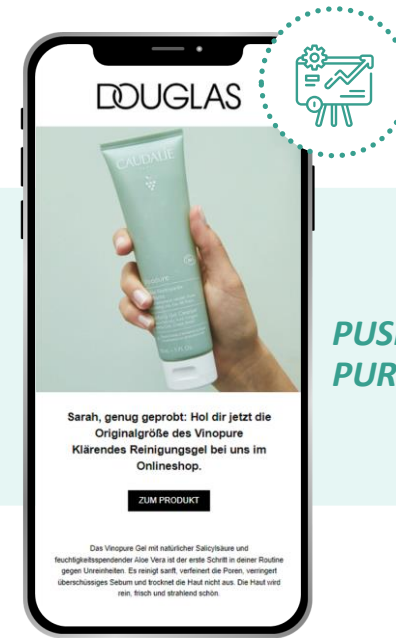 DOUGLAS
CAUDALIE
Sarah, genug geprobt: Hol dir jetzt die
Originalgröße des Vinopure
Klärendes Reinigungsgel bei uns im
Onlineshop.
ZUM PRODUKT
Das Vinopure Gel mit natürlicher Salicylsäure und
feuchtigkeitsspendender Aloe Vera ist der erste Schritt in deiner Routine
gegen Unreinheiten. Es reinigt sanft, verfeinert die Poren, verringert
überschüssiges Sebum und trocknet die Haut nicht aus. Die Haut wird
rein, frisch und strahlend schön.
PUS
PUR